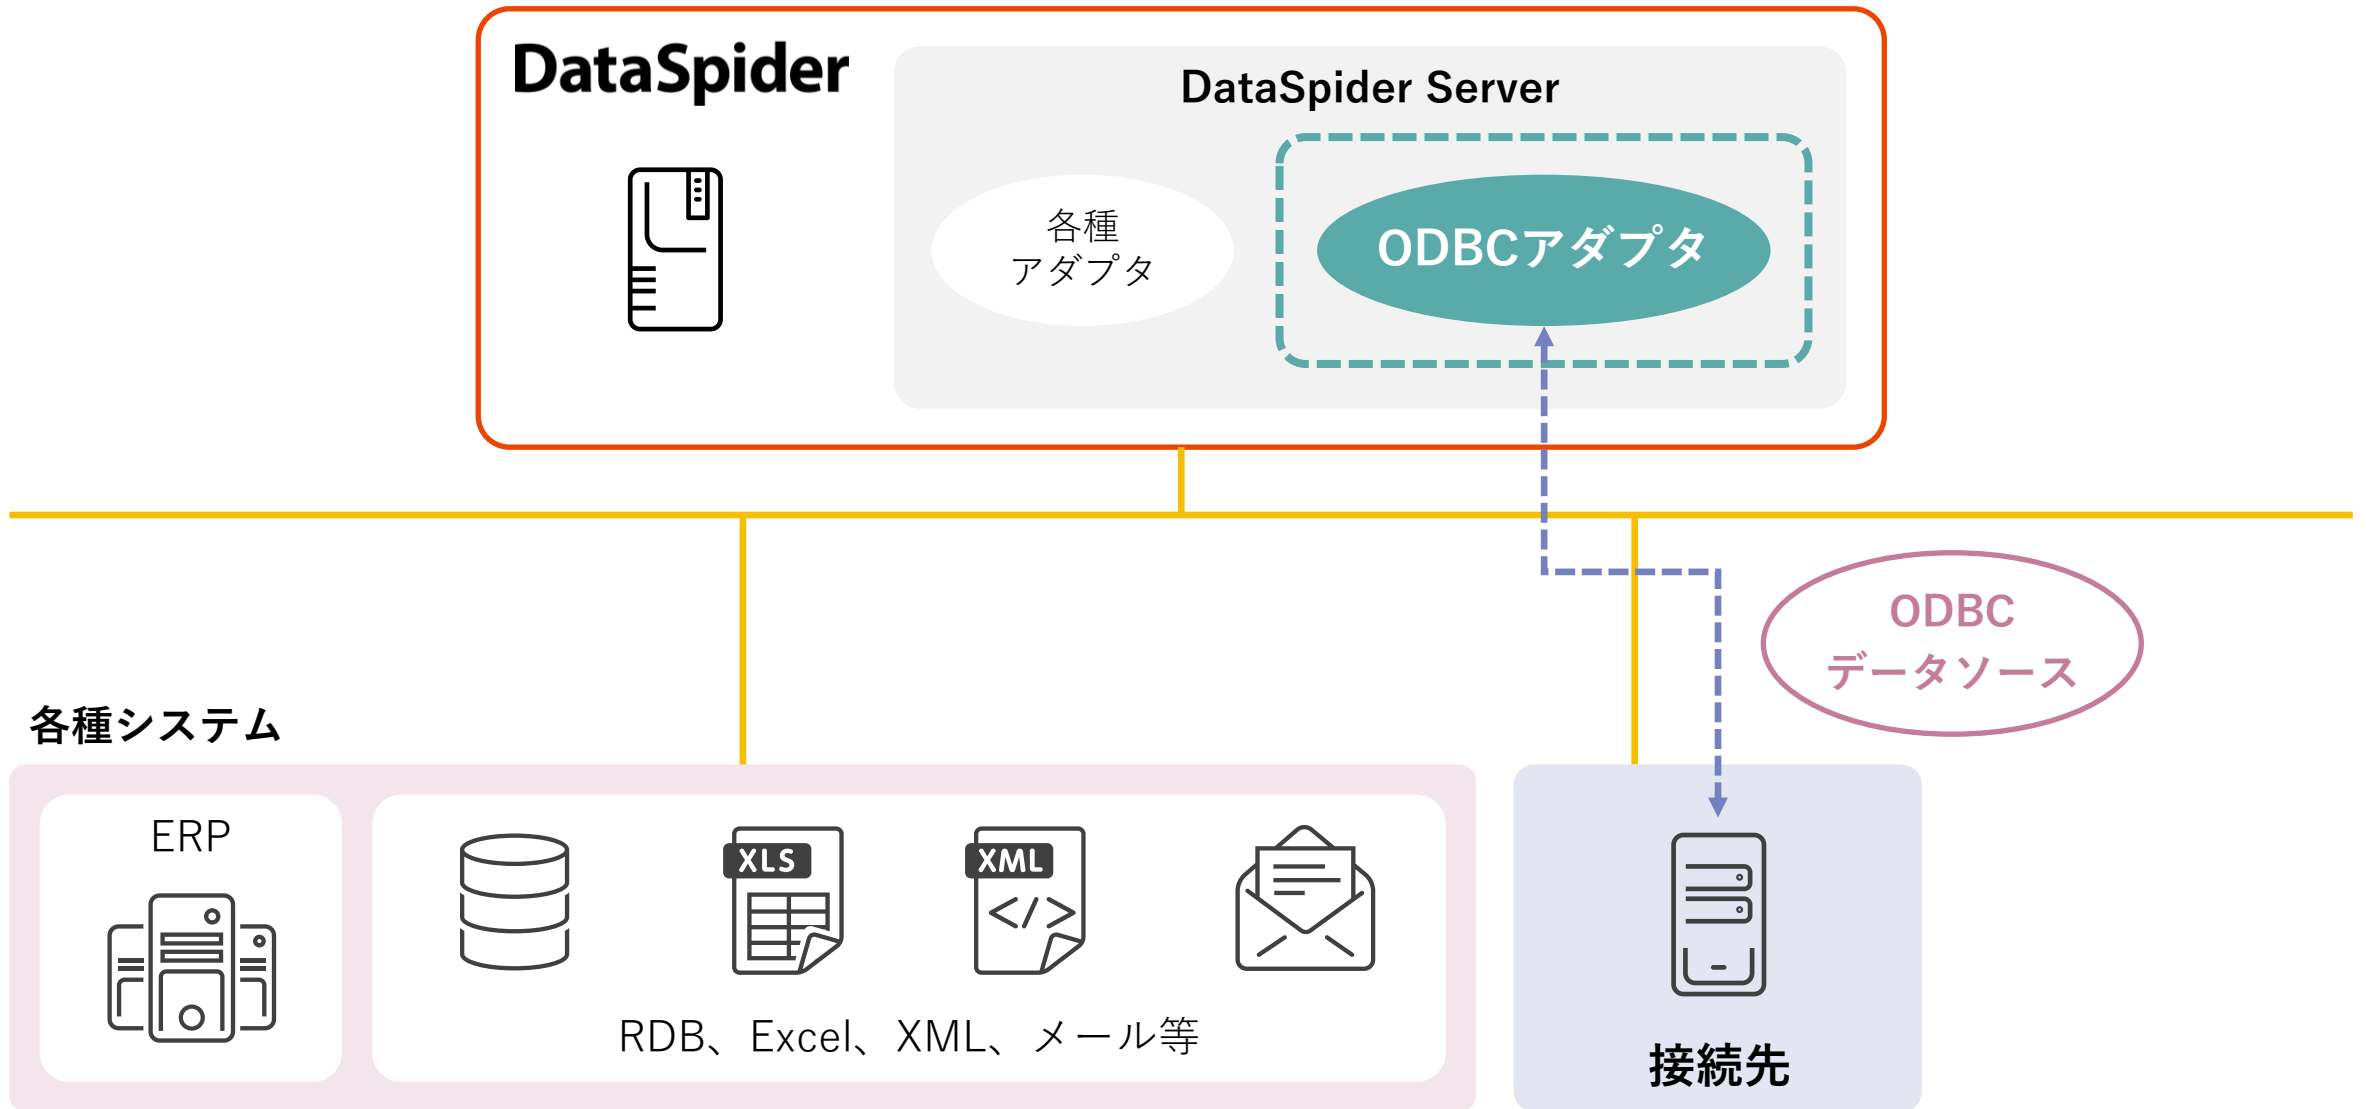 DataSpider
DataSpider Server
各種
アダプタ
ODBCアダプタ
ODBC
データソース
各種システム
ERP
XLS
XML
</>
RDB、Excel、XML、メール等
接続先